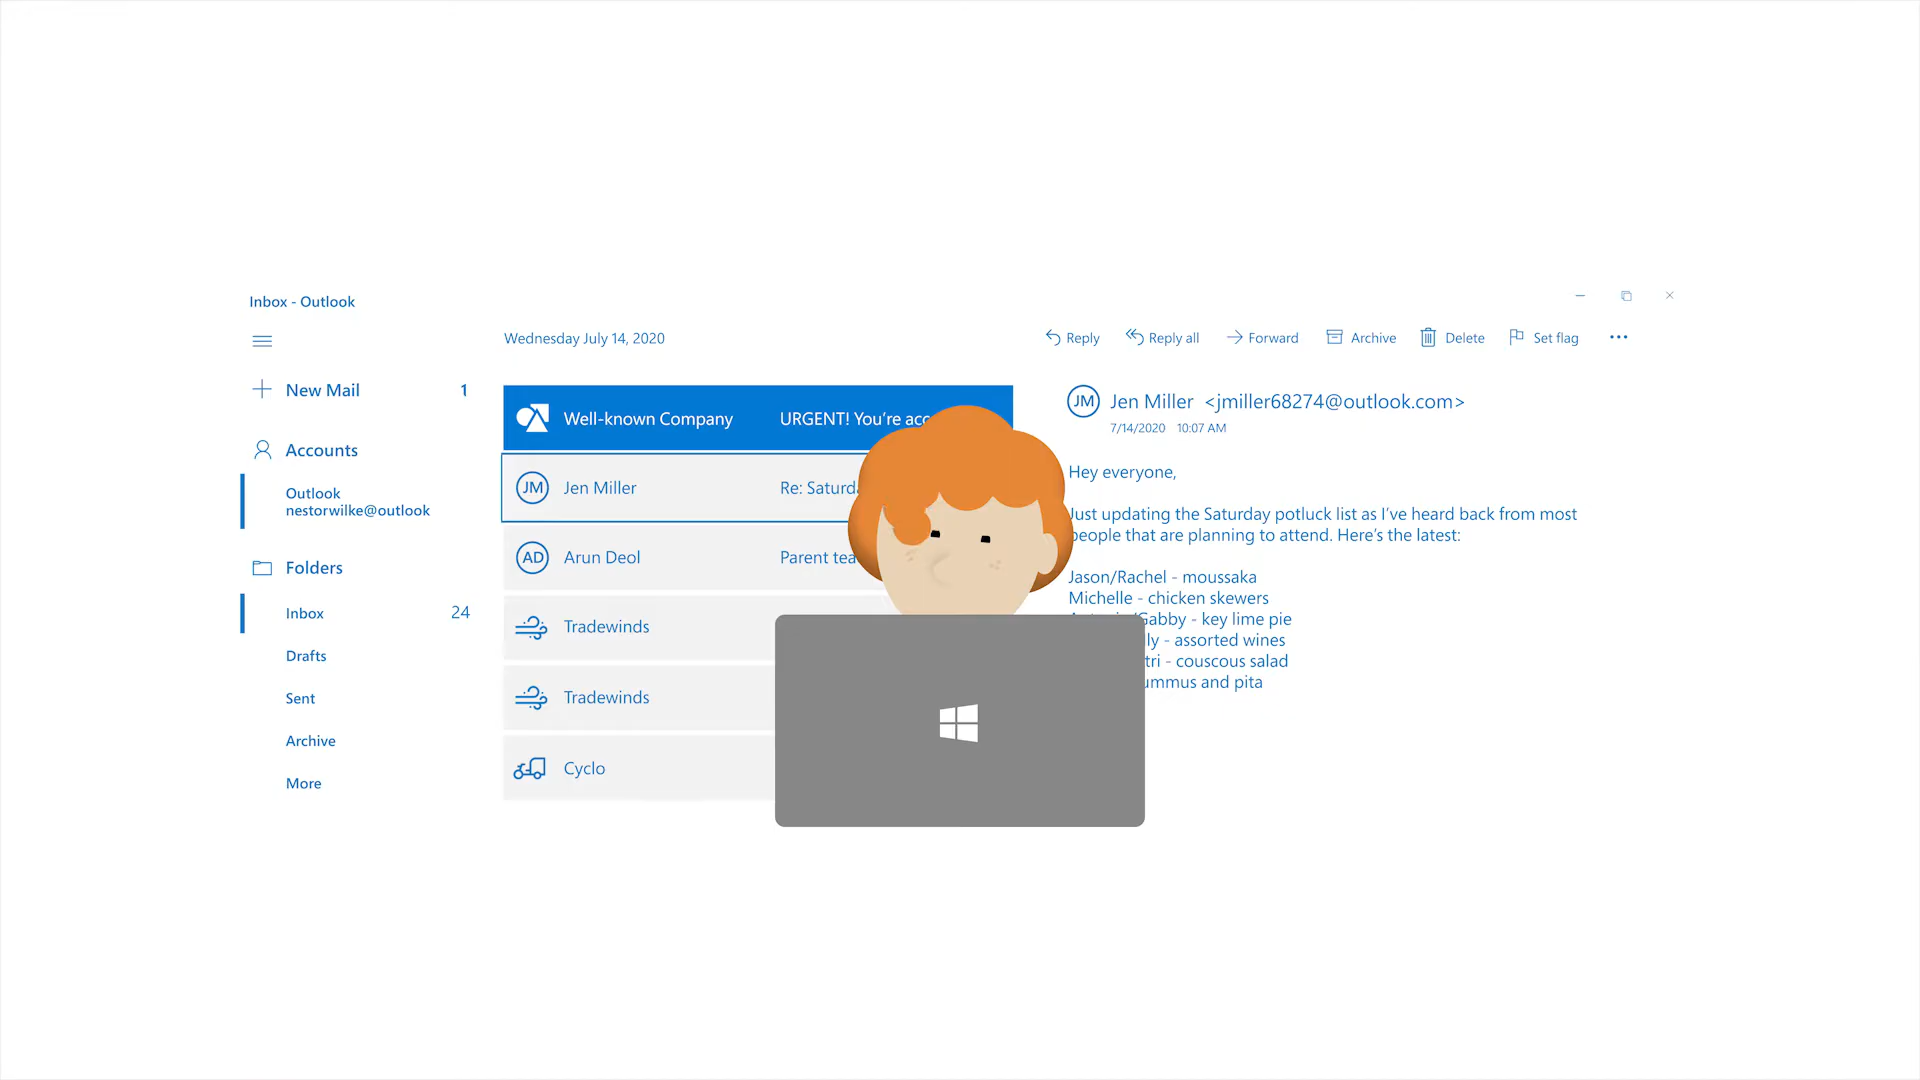 Inbox - Outlook
Wednesday July 14, 2020
Reply
Reply all
Forward
Archive
Delete
Set flag
New Mail 1
Accounts
Outlook
nestorwilke@outlook
Folders
Inbox 24
Drafts
Sent
Archive
More
Well-known Company URGENT! You're
JM Jen Miller Re:
AD Arun Deol Parent
Tradewinds
Tradewinds
Cyclo
JM Jen Miller <jmiller68274@outlook.com>
7/14/2020 10:07 AM
Hey everyone,
Just updating the Saturday potluck list as I've heard back from most
people that are planning to attend. Here's the latest:
Jason/Rachel - moussaka
Michelle - chicken skewers
Gabby - key lime pie
- assorted wines
- couscous salad
and pita